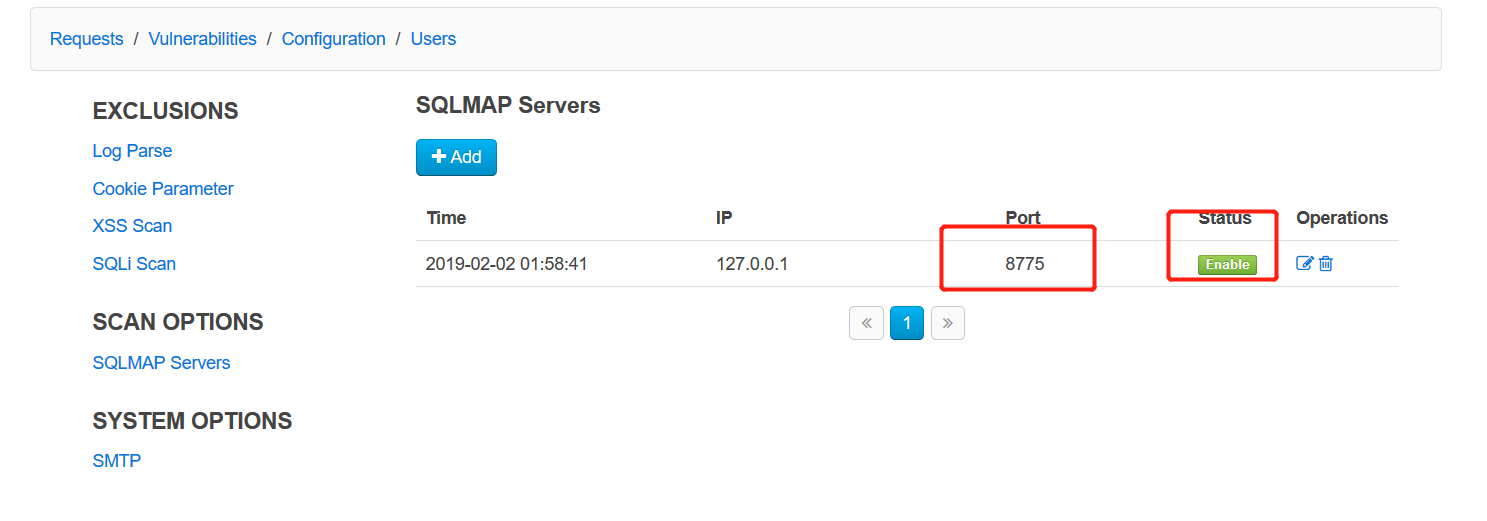 Requests / Vulnerabilities / Configuration / Users
EXCLUSIONS
Log Parse
Cookie Parameter
XSS Scan
SQLi Scan
SCAN OPTIONS
SQLMAP Servers
SYSTEM OPTIONS
SMTP
SQLMAP Servers
+ Add
Time IP Port Status Operations
2019-02-02 01:58:41 127.0.0.1 8775 Enable
« 1 »